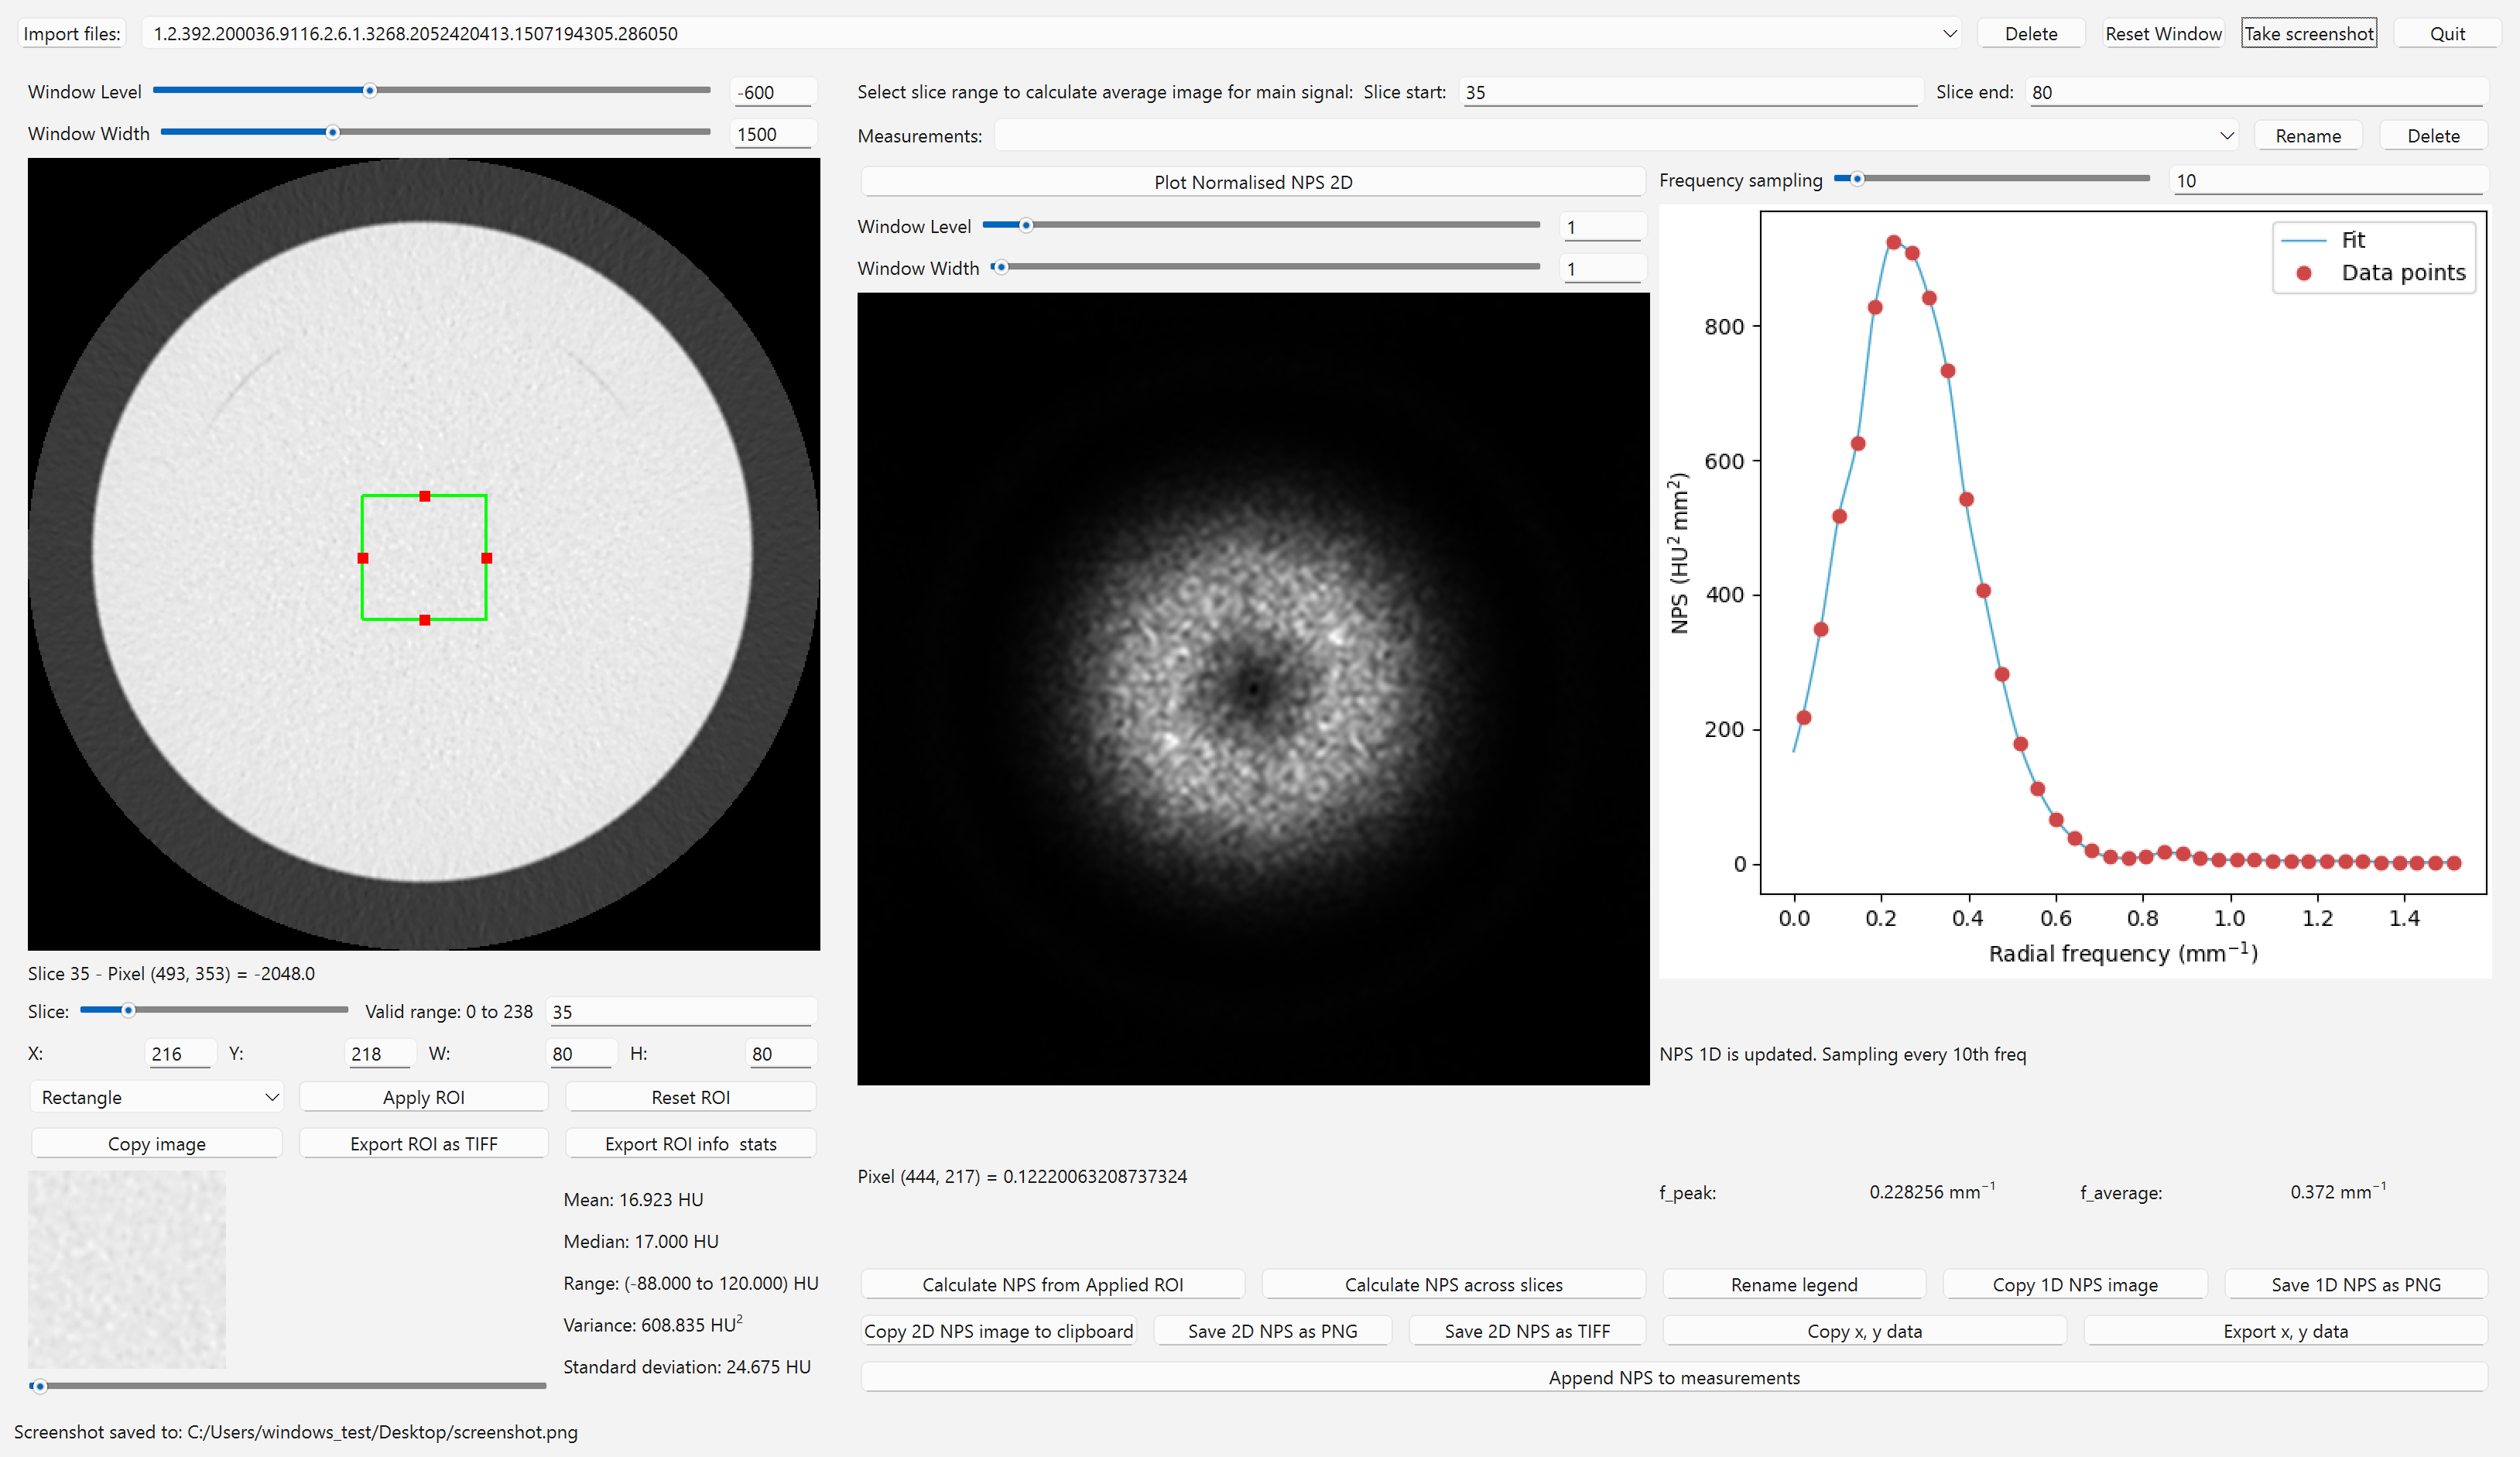 Import files: 1.2.392.200036.9116.2.6.1.3268.2052420413.1507194305.286050 Delete Reset Window Take screenshot Quit
Window Level -600
Window Width 1500
Select slice range to calculate average image for main signal: Slice start: 35 Slice end: 80
Measurements: Rename Delete
Plot Normalised NPS 2D
Window Level 1
Window Width 1
Frequency sampling 10
Fit
Data points
800
600
400
200
0
NPS (HU² mm²)
0.0 0.2 0.4 0.6 0.8 1.0 1.2 1.4
Radial frequency (mm⁻¹)
Slice 35 - Pixel (493, 353) = -2048.0
Slice: Valid range: 0 to 238 35
X: 216 Y: 218 W: 80 H: 80
Rectangle Apply ROI Reset ROI
Copy image Export ROI as TIFF Export ROI info  stats
Mean: 16.923 HU
Median: 17.000 HU
Range: (-88.000 to 120.000) HU
Variance: 608.835 HU²
Standard deviation: 24.675 HU
Pixel (444, 217) = 0.12220063208737324
NPS 1D is updated. Sampling every 10th freq
f_peak: 0.228256 mm⁻¹ f_average: 0.372 mm⁻¹
Calculate NPS from Applied ROI Calculate NPS across slices Rename legend Copy 1D NPS image Save 1D NPS as PNG
Copy 2D NPS image to clipboard Save 2D NPS as PNG Save 2D NPS as TIFF Copy x, y data Export x, y data
Append NPS to measurements
Screenshot saved to: C:/Users/windows_test/Desktop/screenshot.png